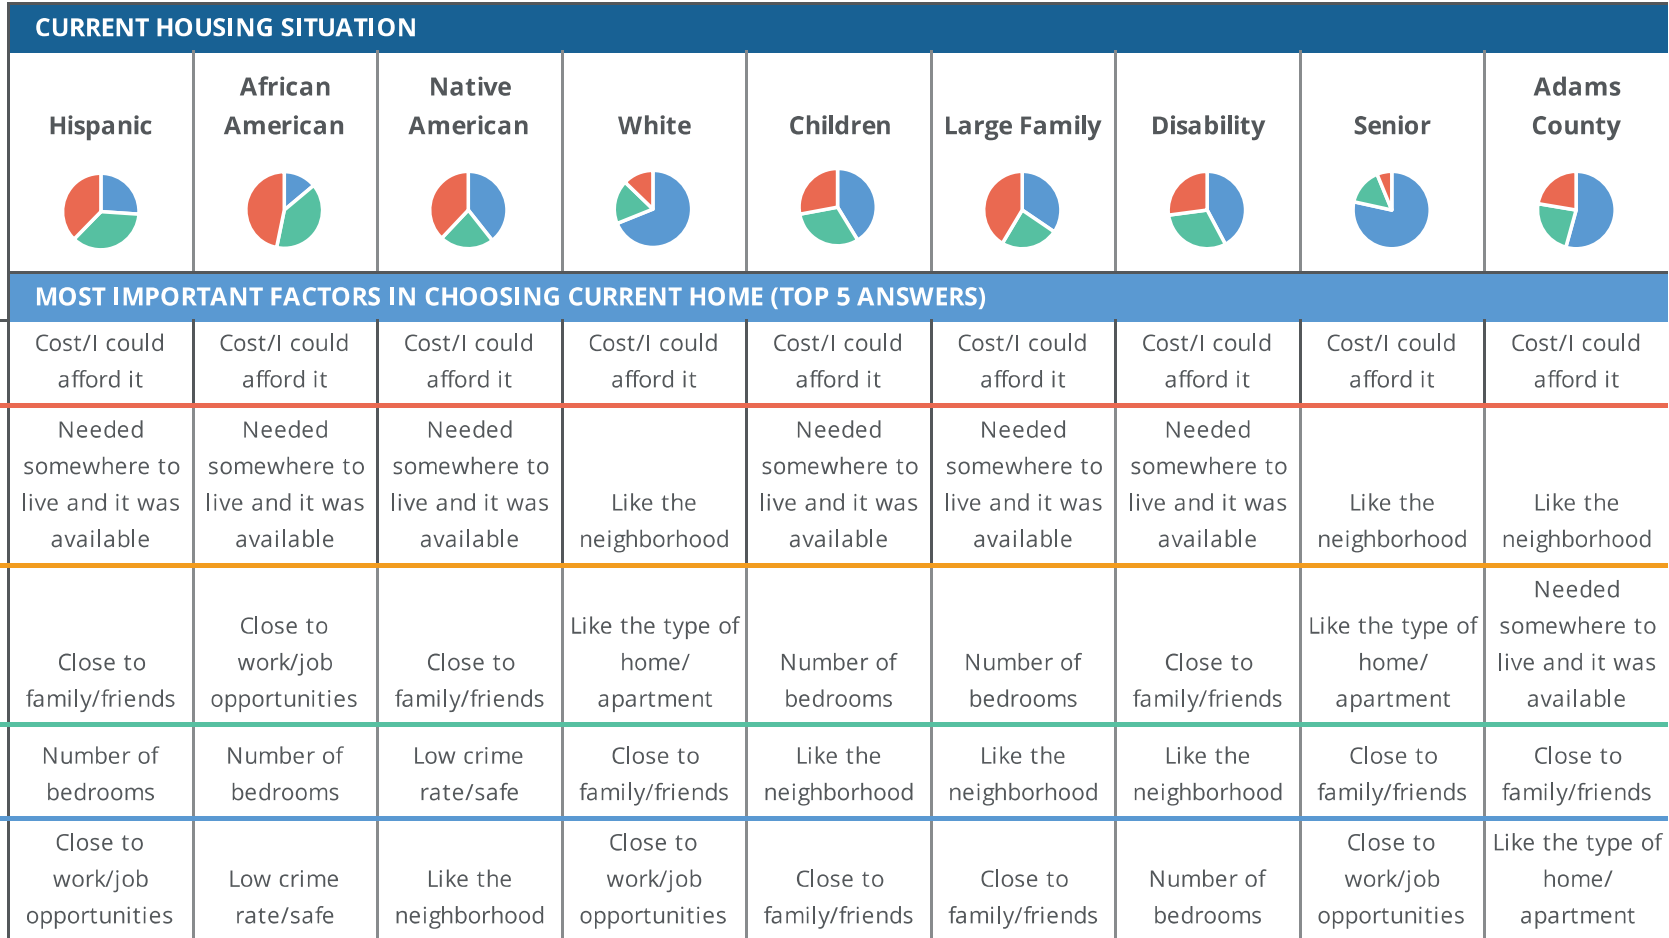 CURRENT HOUSING SITUATION
Hispanic
African
American
Native
American
White
Children
Large Family
Disability
Senior
Adams
County
MOST IMPORTANT FACTORS IN CHOOSING CURRENT HOME (TOP 5 ANSWERS)
Cost/I could
afford it
Cost/I could
afford it
Cost/I could
afford it
Cost/I could
afford it
Cost/I could
afford it
Cost/I could
afford it
Cost/I could
afford it
Cost/I could
afford it
Cost/I could
afford it
Needed
somewhere to
live and it was
available
Needed
somewhere to
live and it was
available
Needed
somewhere to
live and it was
available
Like the
neighborhood
Needed
somewhere to
live and it was
available
Needed
somewhere to
live and it was
available
Needed
somewhere to
live and it was
available
Like the
neighborhood
Like the
neighborhood
Close to
family/friends
Close to
work/job
opportunities
Close to
family/friends
Like the type of
home/
apartment
Number of
bedrooms
Number of
bedrooms
Close to
family/friends
Like the type of
home/
apartment
Needed
somewhere to
live and it was
available
Number of
bedrooms
Number of
bedrooms
Low crime
rate/safe
Close to
family/friends
Like the
neighborhood
Like the
neighborhood
Like the
neighborhood
Close to
family/friends
Close to
family/friends
Close to
work/job
opportunities
Low crime
rate/safe
Like the
neighborhood
Close to
work/job
opportunities
Close to
family/friends
Close to
family/friends
Number of
bedrooms
Close to
work/job
opportunities
Like the type of
home/
apartment